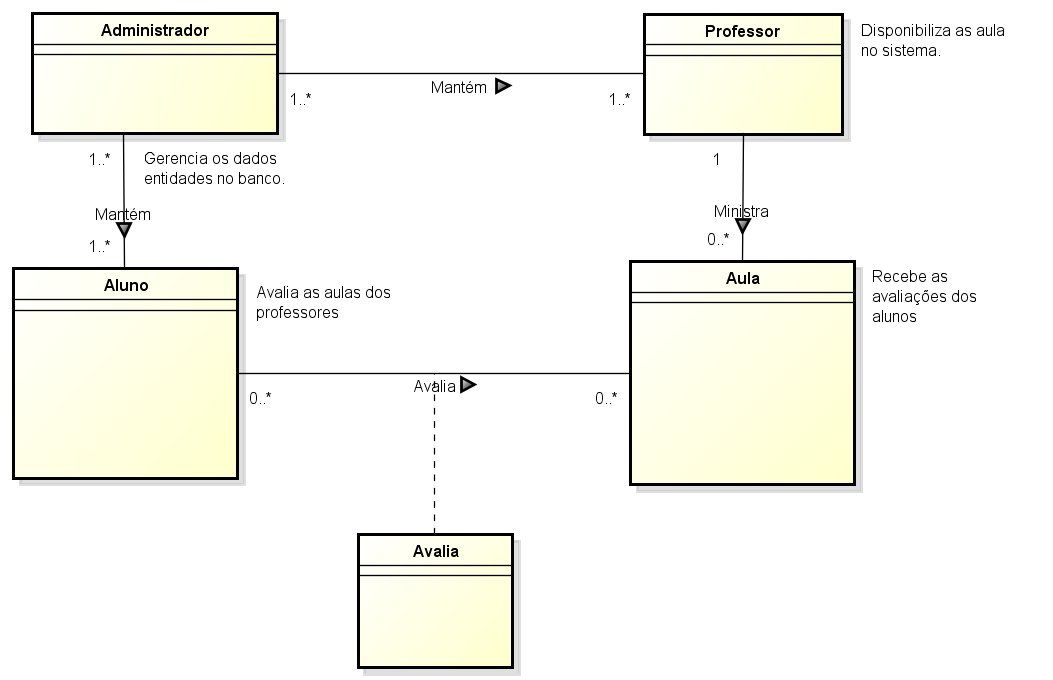 Administrador
Professor
Disponibiliza as aula
no sistema.
Mantém
1..*
1..*
1..*
Gerencia os dados
entidades no banco.
1
Mantém
Ministra
1..*
0..*
Aluno
Aula
Avalia as aulas dos
professores
Recebe as
avaliações dos
alunos
Avalia
0..*
0..*
Avalia